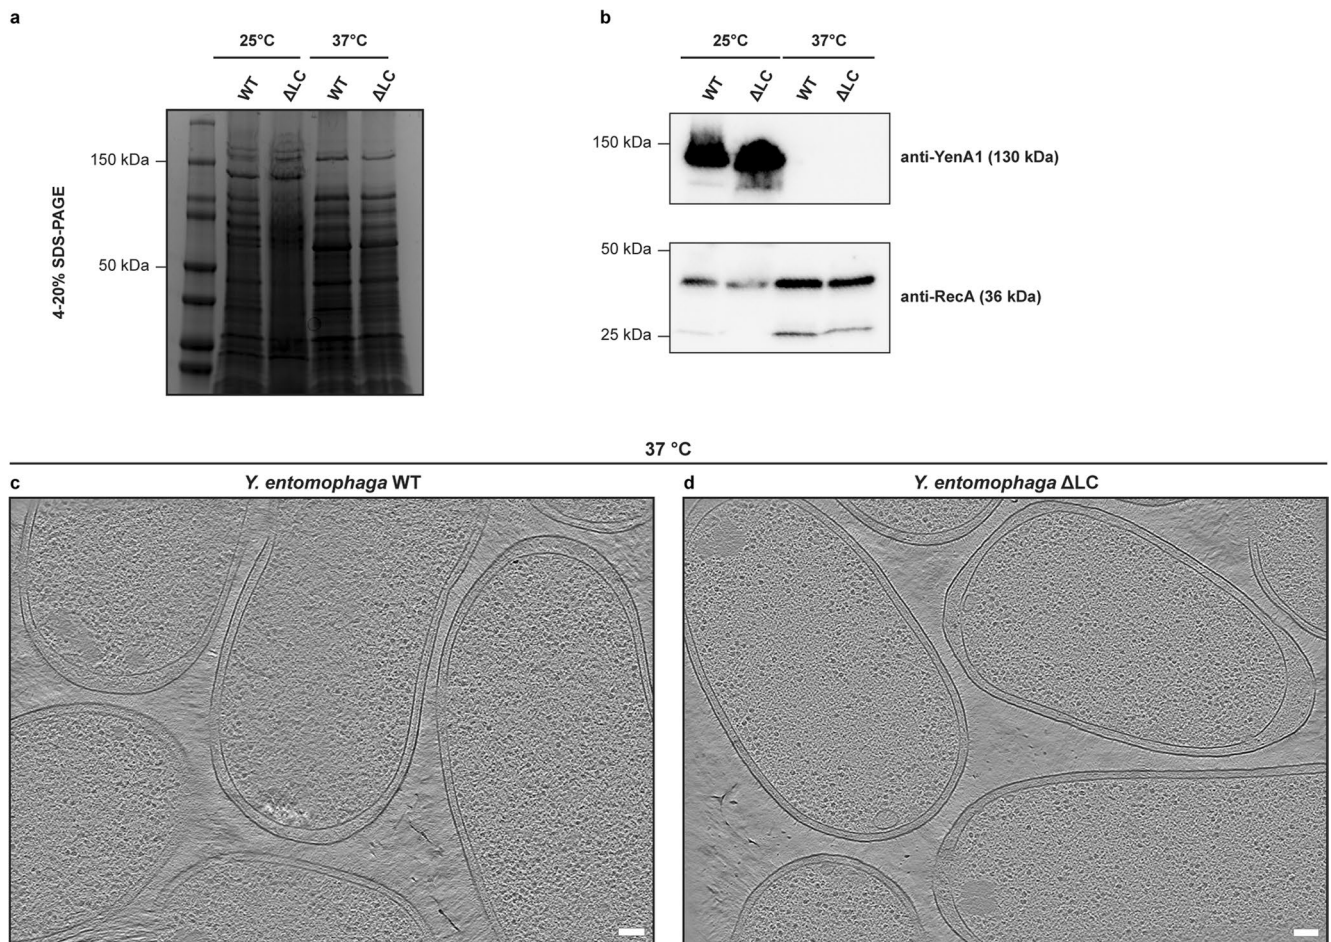 a
25°C 37°C
WT ΔLC WT ΔLC
150 kDa
50 kDa
4-20% SDS-PAGE
b
25°C 37°C
WT ΔLC WT ΔLC
150 kDa
anti-YenA1 (130 kDa)
50 kDa
anti-RecA (36 kDa)
25 kDa
37 °C
c Y. entomophaga WT
d Y. entomophaga ΔLC